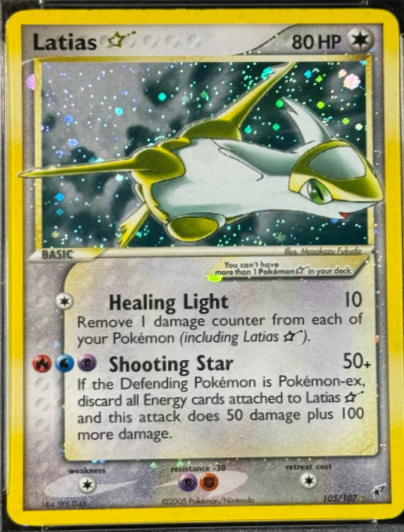 Latias ☆ 80 HP
Illus. Masakazu Fukuda
BASIC
You can't have
more than 1 Pokémon ☆ in your deck.
Healing Light 10
Remove 1 damage counter from each of
your Pokémon (including Latias ☆).
Shooting Star 50+
If the Defending Pokémon is Pokémon-ex,
discard all Energy cards attached to Latias ☆
and this attack does 50 damage plus 100
more damage.
weakness resistance -30 retreat cost
©2005 Pokémon/Nintendo 105/107